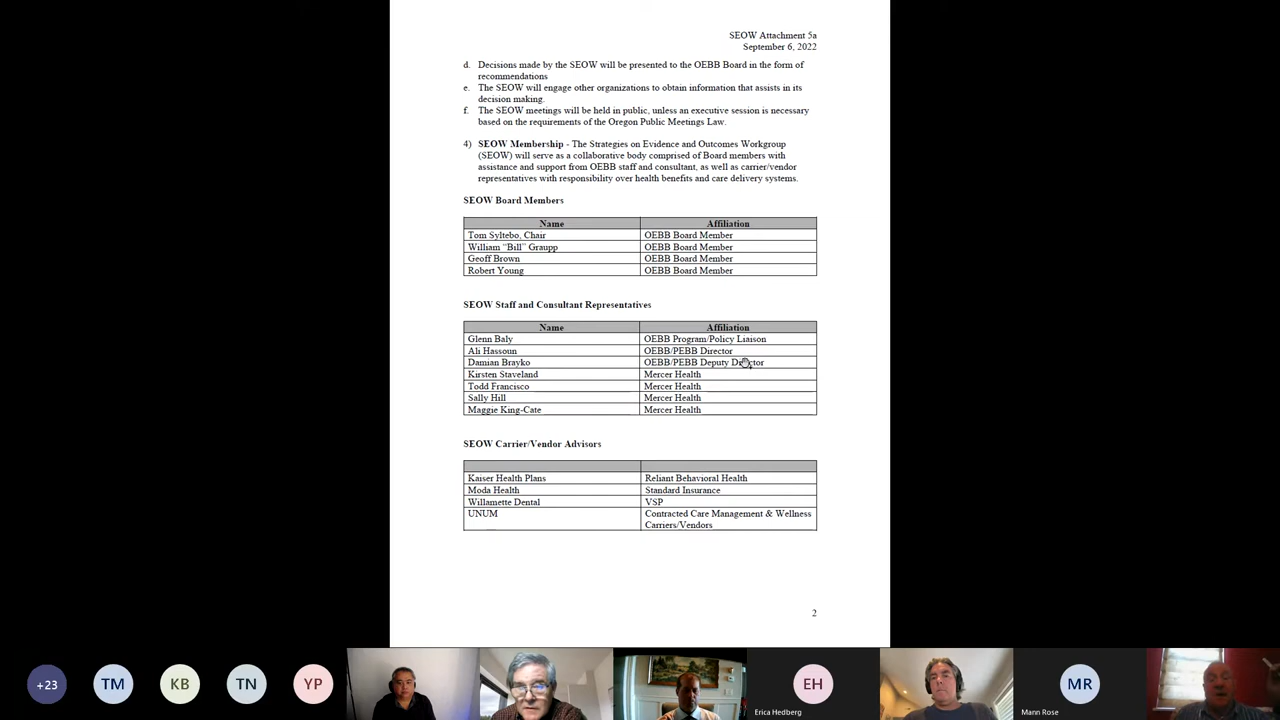 SEOW Attachment 5a
September 6, 2022
d. Decisions made by the SEOW will be presented to the OEBB Board in the form of
recommendations
e. The SEOW will engage other organizations to obtain information that assists in its
decision making.
f. The SEOW meetings will be held in public, unless an executive session is necessary
based on the requirements of the Oregon Public Meetings Law.
4) SEOW Membership - The Strategies on Evidence and Outcomes Workgroup
(SEOW) will serve as a collaborative body comprised of Board members with
assistance and support from OEBB staff and consultant, as well as carrier/vendor
representatives with responsibility over health benefits and care delivery systems.
SEOW Board Members
Name Affiliation
Tom Syltebo, Chair OEBB Board Member
William “Bill” Graupp OEBB Board Member
Geoff Brown OEBB Board Member
Robert Young OEBB Board Member
SEOW Staff and Consultant Representatives
Name Affiliation
Glenn Baly OEBB Program/Policy Liaison
Ali Hassoun OEBB/PEBB Director
Damian Brayko OEBB/PEBB Deputy Director
Kirsten Staveland Mercer Health
Todd Francisco Mercer Health
Sally Hill Mercer Health
Maggie King-Cate Mercer Health
SEOW Carrier/Vendor Advisors
Kaiser Health Plans Reliant Behavioral Health
Moda Health Standard Insurance
Willamette Dental VSP
UNUM Contracted Care Management & Wellness
Carriers/Vendors
2
+23 TM KB TN YP EH MR
Erica Hedberg Mann Rose